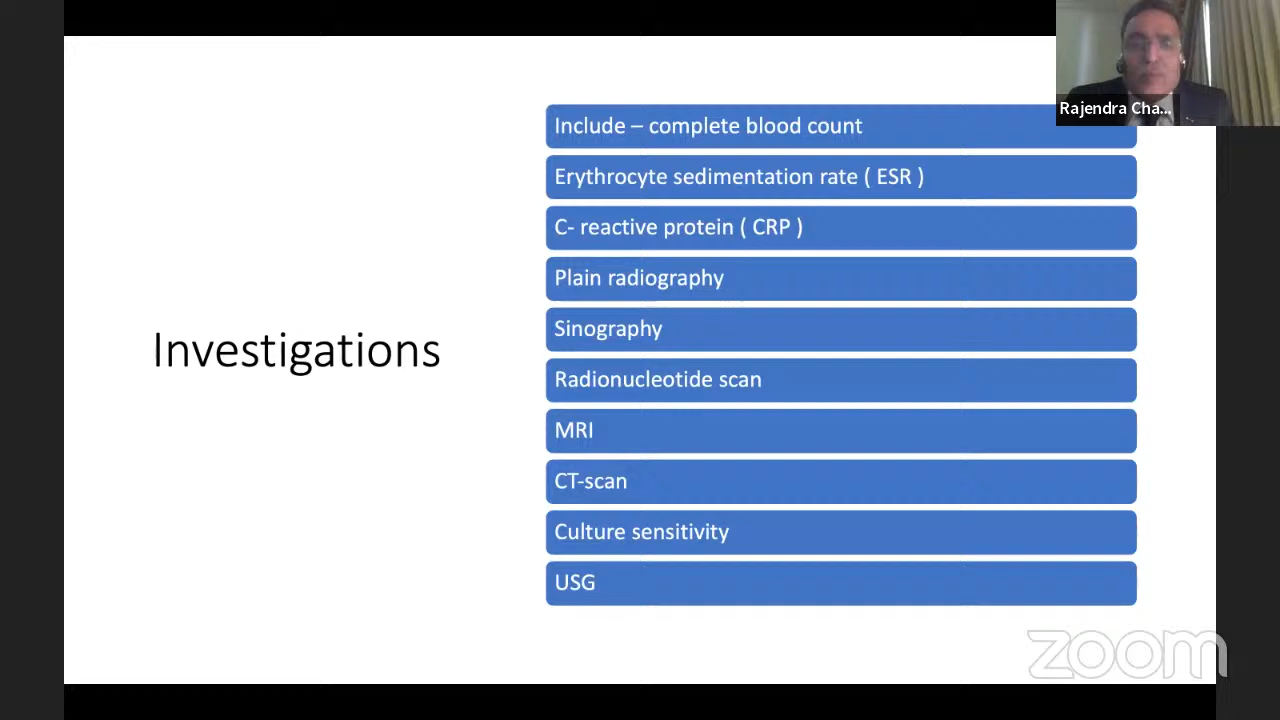 Rajendra Cha...
Include – complete blood count
Erythrocyte sedimentation rate ( ESR )
C- reactive protein ( CRP )
Plain radiography
Sinography
Investigations
Radionucleotide scan
MRI
CT-scan
Culture sensitivity
USG
zoom